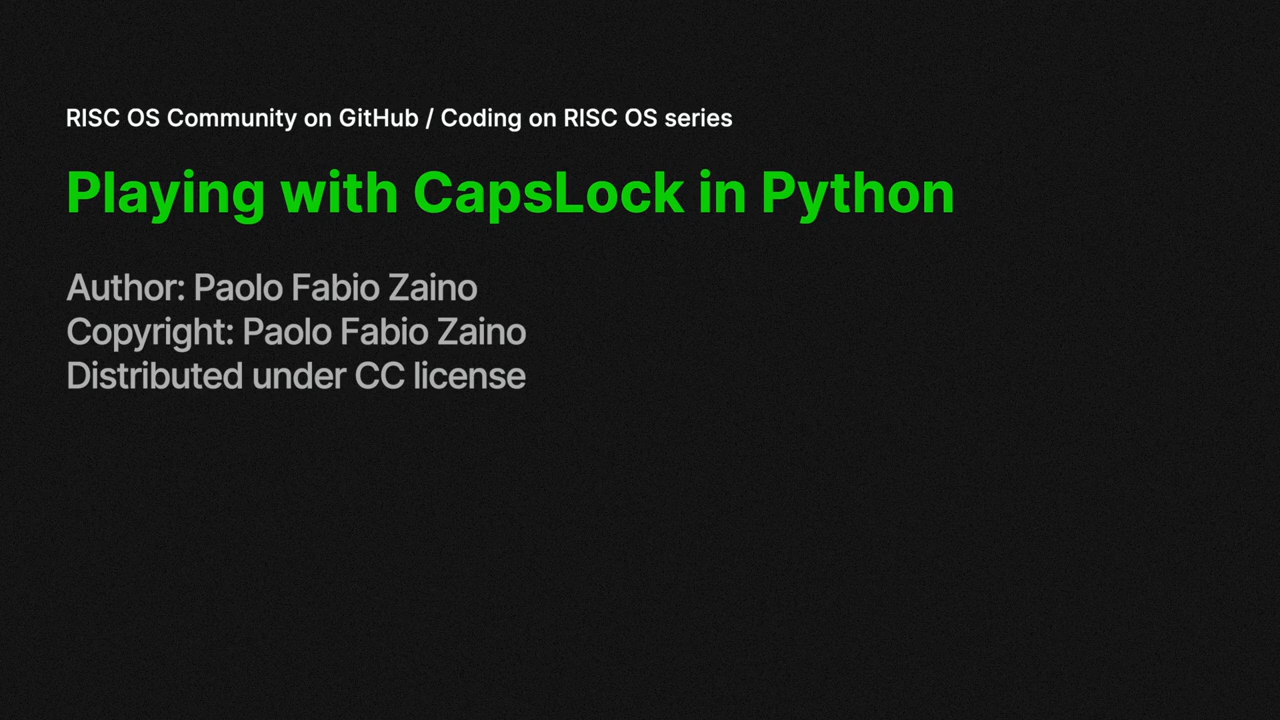 RISC OS Community on GitHub / Coding on RISC OS series
Playing with CapsLock in Python
Author: Paolo Fabio Zaino
Copyright: Paolo Fabio Zaino
Distributed under CC license